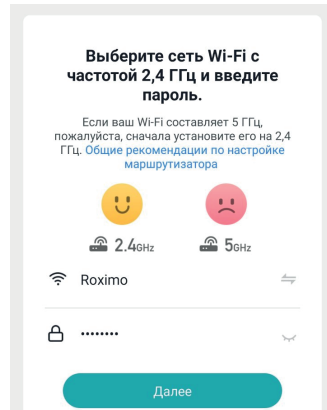 Выберите сеть Wi-Fi с
частотой 2,4 ГГц и введите
пароль.
Если ваш Wi-Fi составляет 5 ГГц,
пожалуйста, сначала установите его на 2,4
ГГц. Общие рекомендации по настройке
маршрутизатора
2.4GHz 5GHz
Roximo
••••••••
Далее